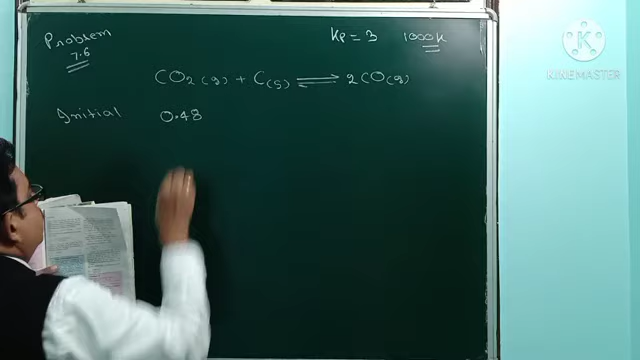 Problem Kp = 3 1000K
7.6
CO2(g) + C(s) ⇌ 2CO(g)
Initial 0.48
KINEMASTER